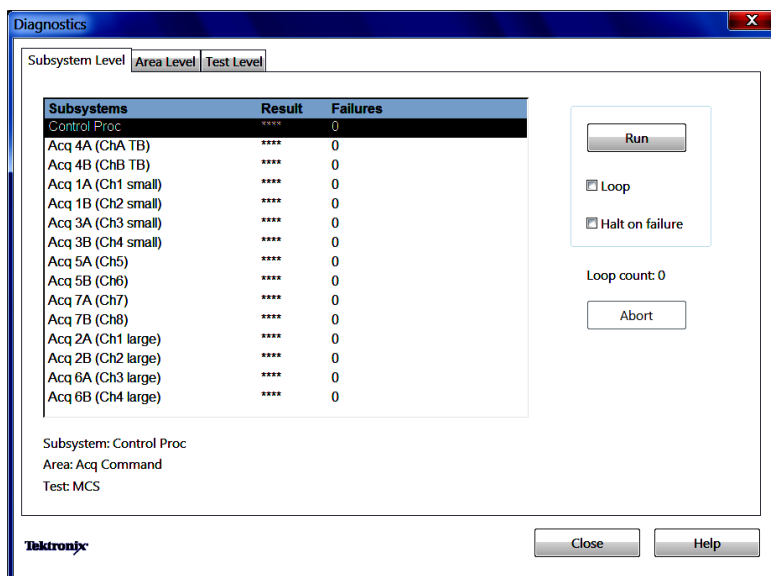 Diagnostics
X
Subsystem Level Area Level Test Level
Subsystems Result Failures
Control Proc **** 0
Acq 4A (ChA TB) **** 0
Acq 4B (ChB TB) **** 0
Acq 1A (Ch1 small) **** 0
Acq 1B (Ch2 small) **** 0
Acq 3A (Ch3 small) **** 0
Acq 3B (Ch4 small) **** 0
Acq 5A (Ch5) **** 0
Acq 5B (Ch6) **** 0
Acq 7A (Ch7) **** 0
Acq 7B (Ch8) **** 0
Acq 2A (Ch1 large) **** 0
Acq 2B (Ch2 large) **** 0
Acq 6A (Ch3 large) **** 0
Acq 6B (Ch4 large) **** 0
Run
Loop
Halt on failure
Loop count: 0
Abort
Subsystem: Control Proc
Area: Acq Command
Test: MCS
Tektronix
Close Help